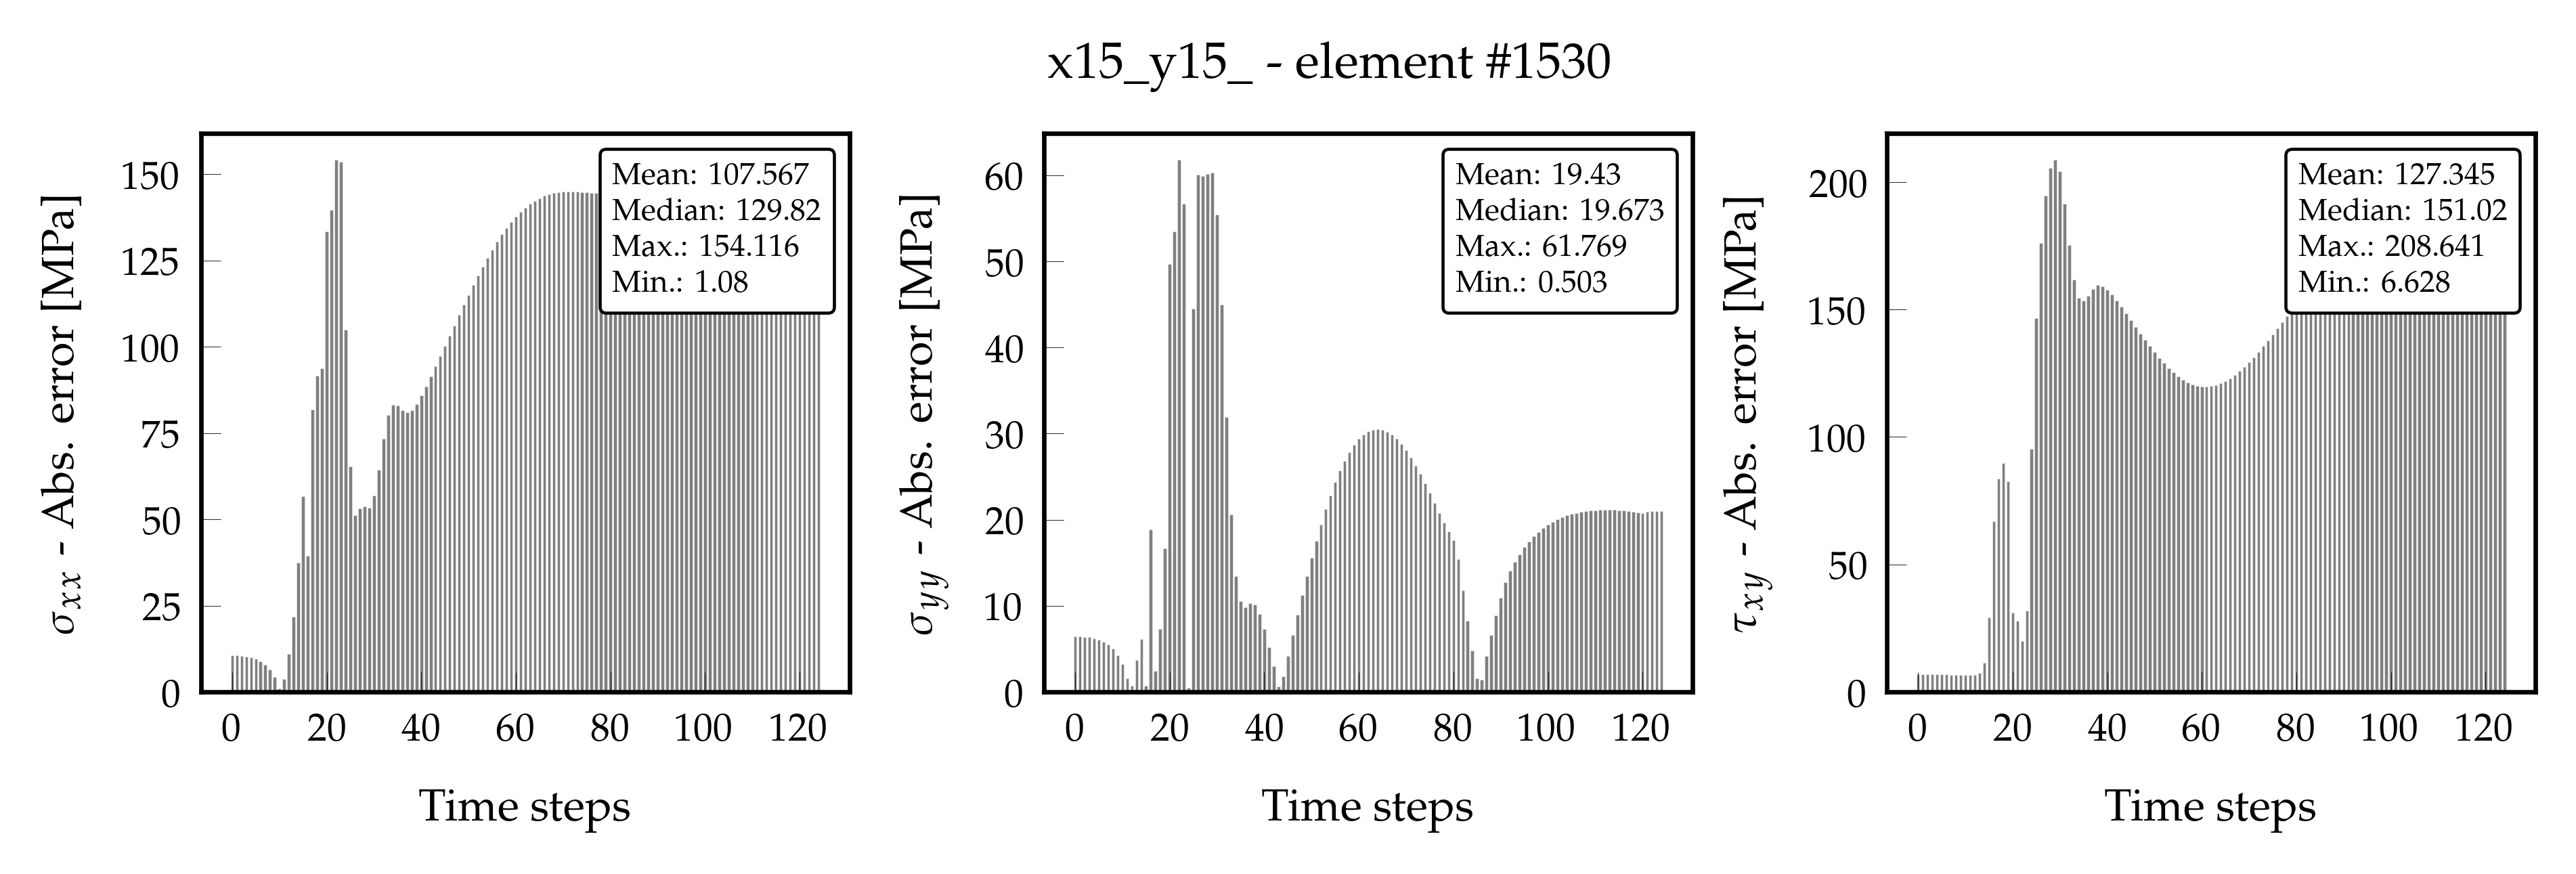 x15_y15_ - element #1530
σxx - Abs. error [MPa]
150
125
100
75
50
25
0
0 20 40 60 80 100 120
Time steps
Mean: 107.567
Median: 129.82
Max.: 154.116
Min.: 1.08
σyy - Abs. error [MPa]
60
50
40
30
20
10
0
0 20 40 60 80 100 120
Time steps
Mean: 19.43
Median: 19.673
Max.: 61.769
Min.: 0.503
τxy - Abs. error [MPa]
200
150
100
50
0
0 20 40 60 80 100 120
Time steps
Mean: 127.345
Median: 151.02
Max.: 208.641
Min.: 6.628